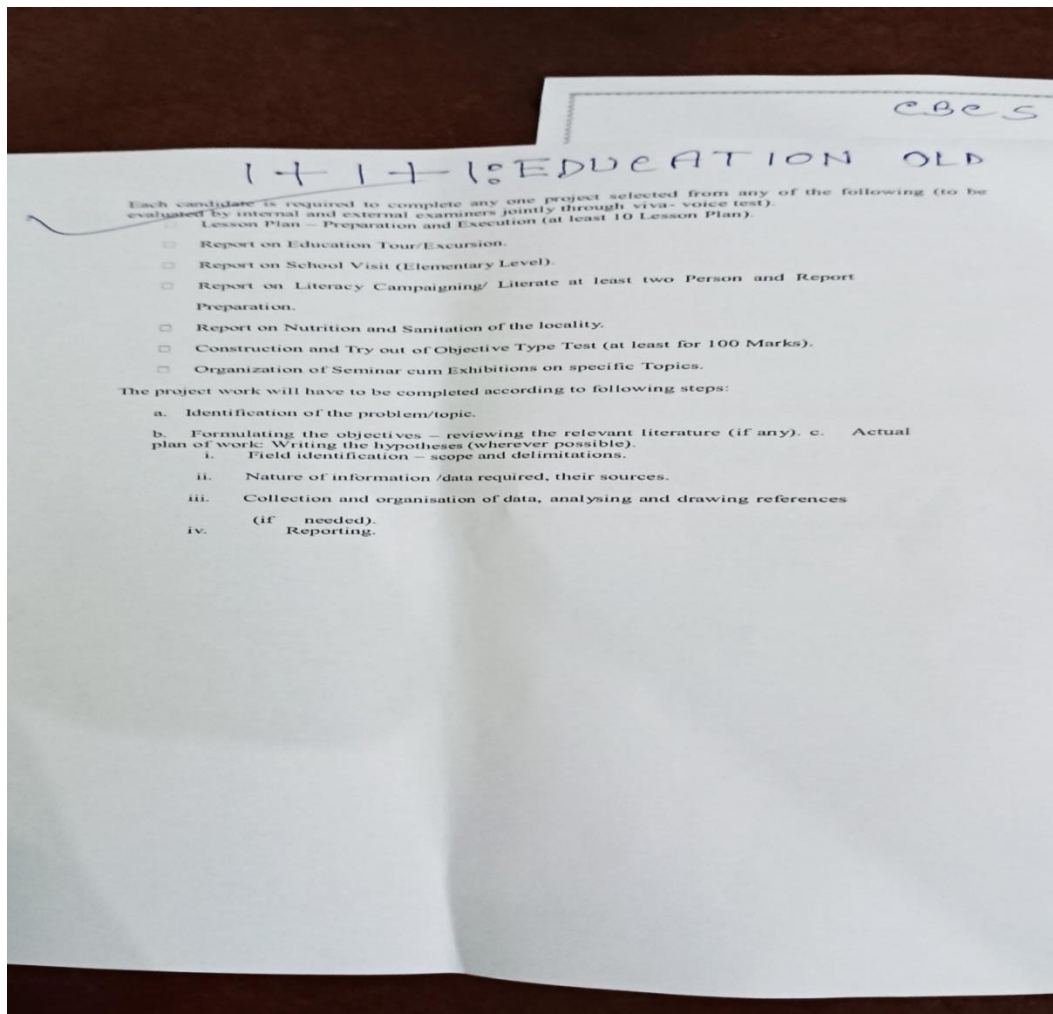 CBCS
1+1+1: EDUCATION OLD
Each candidate is required to complete any one project selected from any of the following (to be
evaluated by internal and external examiners jointly through viva- voice test).
Lesson Plan – Preparation and Execution (at least 10 Lesson Plan).
Report on Education Tour/Excursion.
Report on School Visit (Elementary Level).
Report on Literacy Campaigning/ Literate at least two Person and Report
Preparation.
Report on Nutrition and Sanitation of the locality.
Construction and Try out of Objective Type Test (at least for 100 Marks).
Organization of Seminar cum Exhibitions on specific Topics.
The project work will have to be completed according to following steps:
a. Identification of the problem/topic.
b. Formulating the objectives – reviewing the relevant literature (if any). c. Actual
plan of work: Writing the hypotheses (wherever possible).
i. Field identification – scope and delimitations.
ii. Nature of information /data required, their sources.
iii. Collection and organisation of data, analysing and drawing references
(if needed).
iv. Reporting.